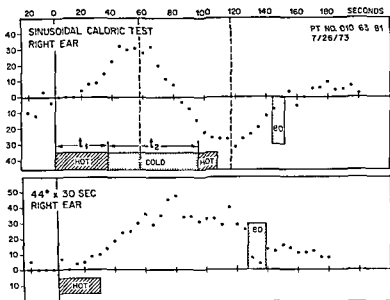 20 0 20 40 60 80 100 120 140 160 180 200 SECONDS
SINUSOIDAL CALORIC TEST
RIGHT EAR
PT NO. 010 63 81
7/26/73
40
30
20
10
0
10
20
30
40
t₁ t₂
EO
HOT COLD HOT
44° x 30 SEC
RIGHT EAR
50
40
30
20
10
0
10
EO
HOT